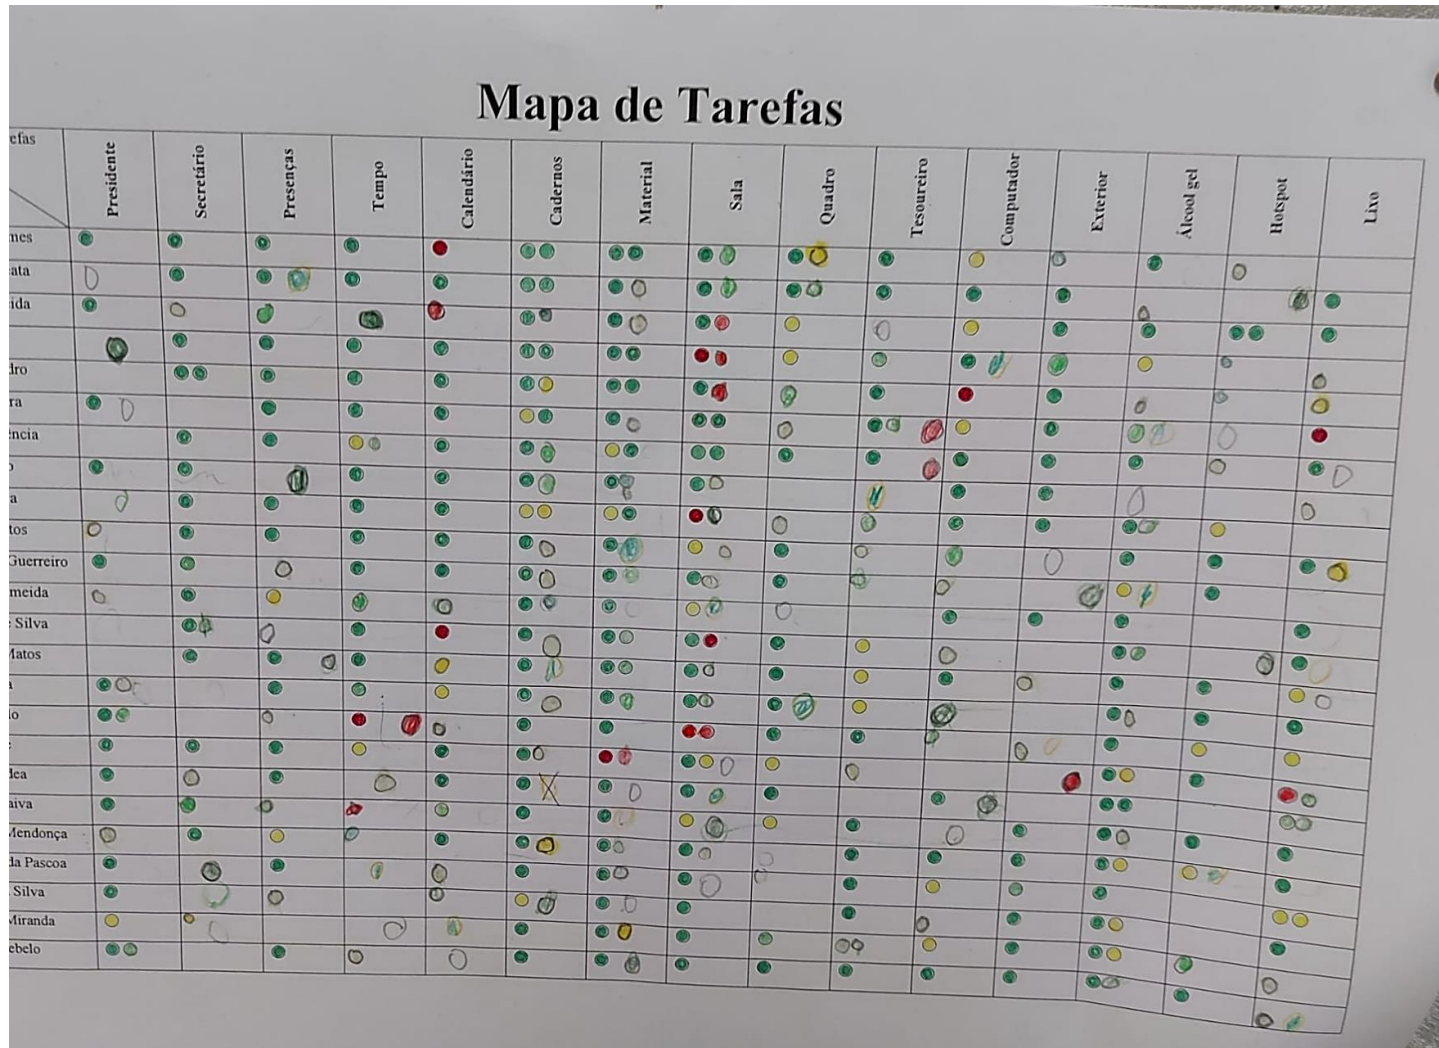 Mapa de Tarefas
efas Presidente Secretário Presenças Tempo Calendário Cadernos Material Sala Quadro Tesoureiro Computador Exterior Álcool gel Hotspot Lixo
nes
ata
ida
dro
ra
ência
o
a
tos
Guerreiro
meida
Silva
Matos
a
lo
e
dea
aiva
Mendonça
da Pascoa
Silva
Miranda
ebelo